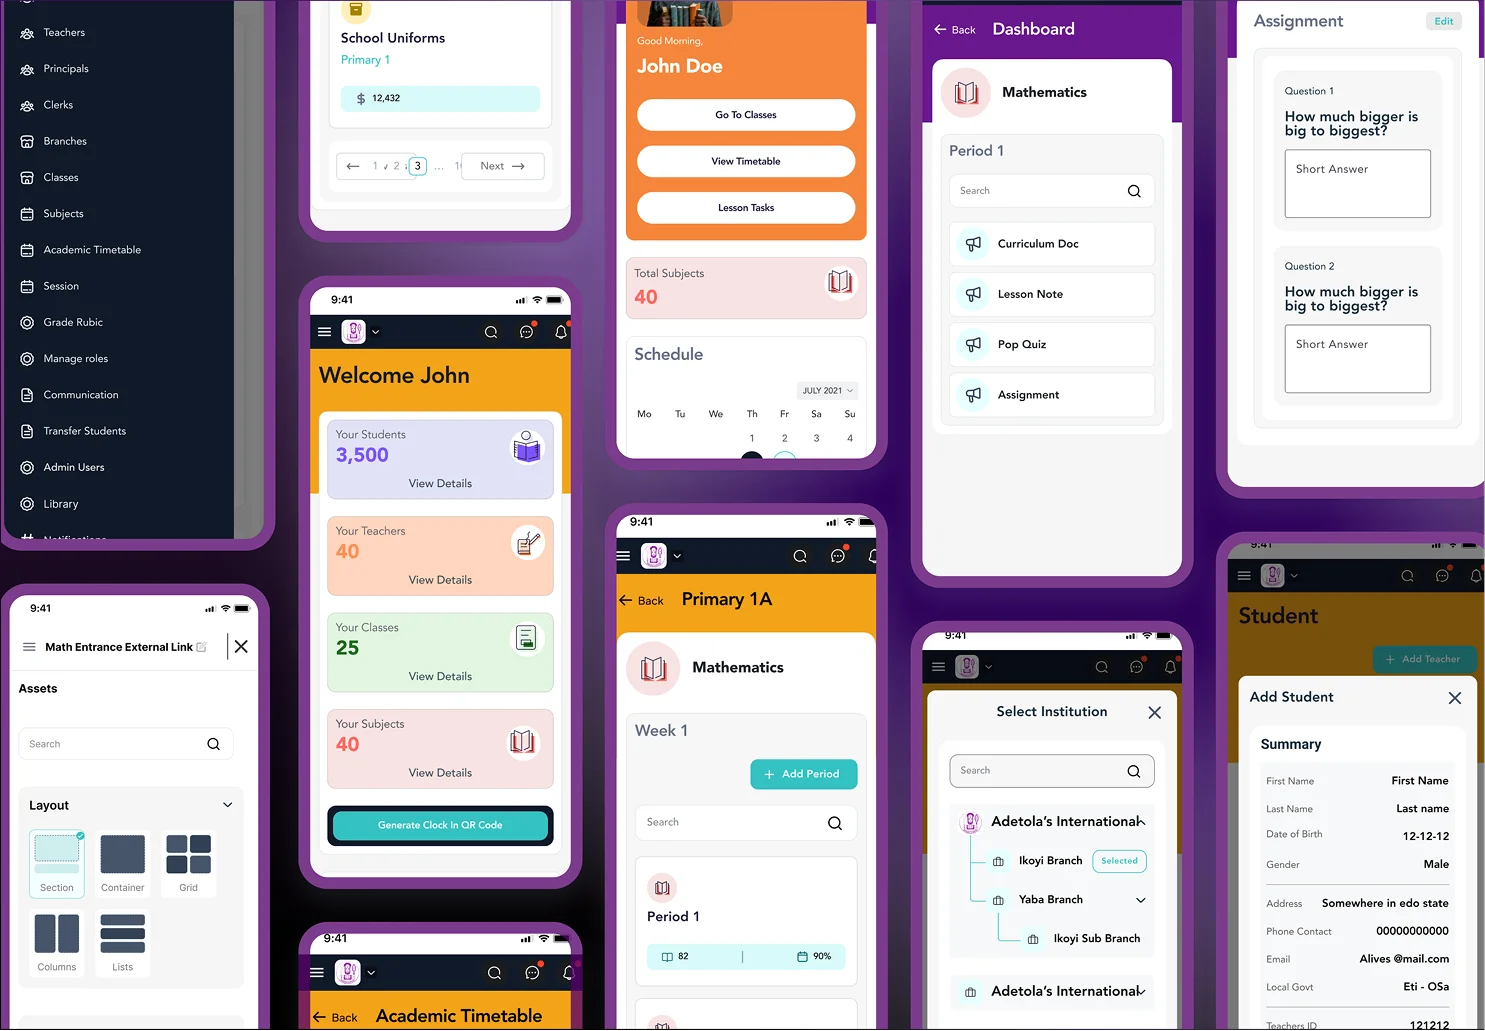 Teachers
Principals
Clerks
Branches
Classes
Subjects
Academic Timetable
Session
Grade Rubic
Manage roles
Communication
Transfer Students
Admin Users
Library
Notifications
9:41
Math Entrance External Link
Assets
Search
Layout
Section
Container
Grid
Columns
Lists
School Uniforms
Primary 1
$ 12,432
← 1 2 3 ... Next →
9:41
Welcome John
Your Students
3,500
View Details
Your Teachers
40
View Details
Your Classes
25
View Details
Your Subjects
40
View Details
Generate Clock In QR Code
9:41
← Back Academic Timetable
Good Morning,
John Doe
Go To Classes
View Timetable
Lesson Tasks
Total Subjects
40
Schedule
JULY 2021
Mo Tu We Th Fr Sa Su
1 2 3 4
9:41
← Back Primary 1A
Mathematics
Week 1
+ Add Period
Search
Period 1
82 | 90%
← Back Dashboard
Mathematics
Period 1
Search
Curriculum Doc
Lesson Note
Pop Quiz
Assignment
9:41
Select Institution
Search
Adetola's International
Ikoyi Branch Selected
Yaba Branch
Ikoyi Sub Branch
Adetola's International
Assignment Edit
Question 1
How much bigger is
big to biggest?
Short Answer
Question 2
How much bigger is
big to biggest?
Short Answer
9:41
Student
+ Add Teacher
Add Student
Summary
First Name First Name
Last Name Last name
Date of Birth 12-12-12
Gender Male
Address Somewhere in edo state
Phone Contact 00000000000
Email Alives @mail.com
Local Govt Eti - OSa
Teachers ID 121212